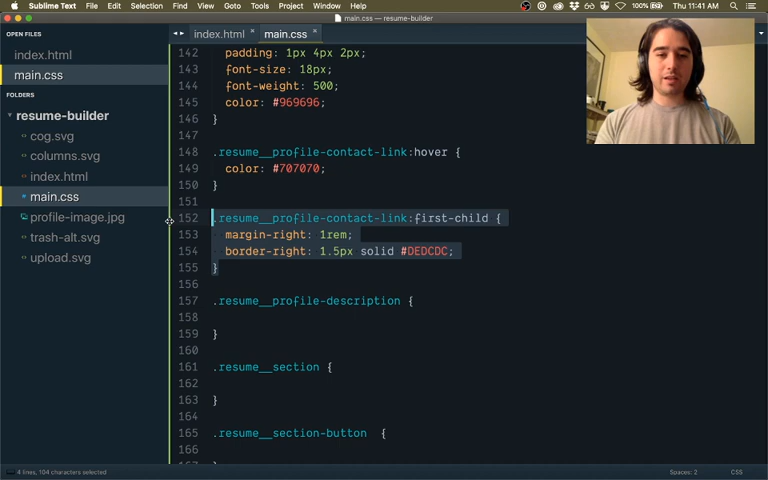 Sublime Text File Edit Selection Find View Goto Tools Project Window Help 100% Thu 11:41 AM
main.css — resume-builder
OPEN FILES
index.html
main.css
FOLDERS
resume-builder
cog.svg
columns.svg
index.html
main.css
profile-image.jpg
trash-alt.svg
upload.svg
index.html main.css
142 padding: 1px 4px 2px;
143 font-size: 18px;
144 font-weight: 500;
145 color: #969696;
146 }
147
148 .resume__profile-contact-link:hover {
149 color: #707070;
150 }
151
152 .resume__profile-contact-link:first-child {
153 margin-right: 1rem;
154 border-right: 1.5px solid #DEDCDC;
155 }
156
157 .resume__profile-description {
158
159 }
160
161 .resume__section {
162
163 }
164
165 .resume__section-button {
166
4 lines, 104 characters selected Spaces: 2 CSS